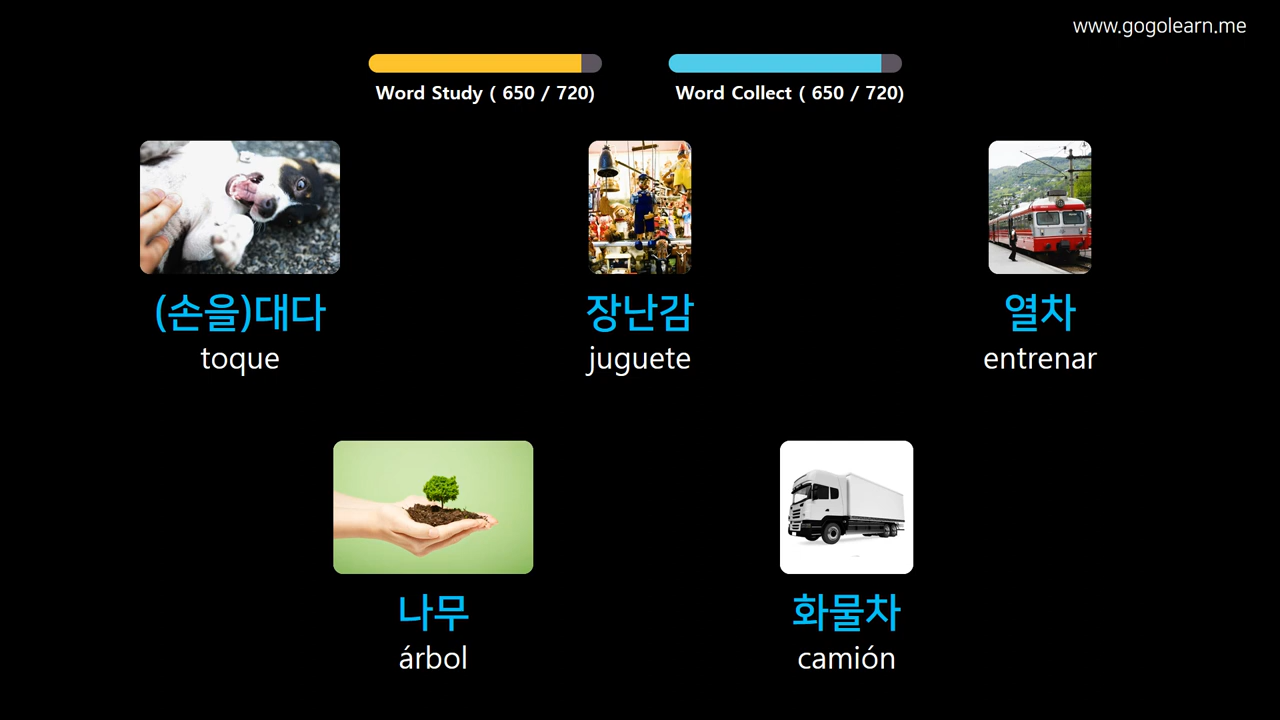 www.gogolearn.me
Word Study ( 650 / 720)
Word Collect ( 650 / 720)
(손을)대다
toque
장난감
juguete
열차
entrenar
나무
árbol
화물차
camión